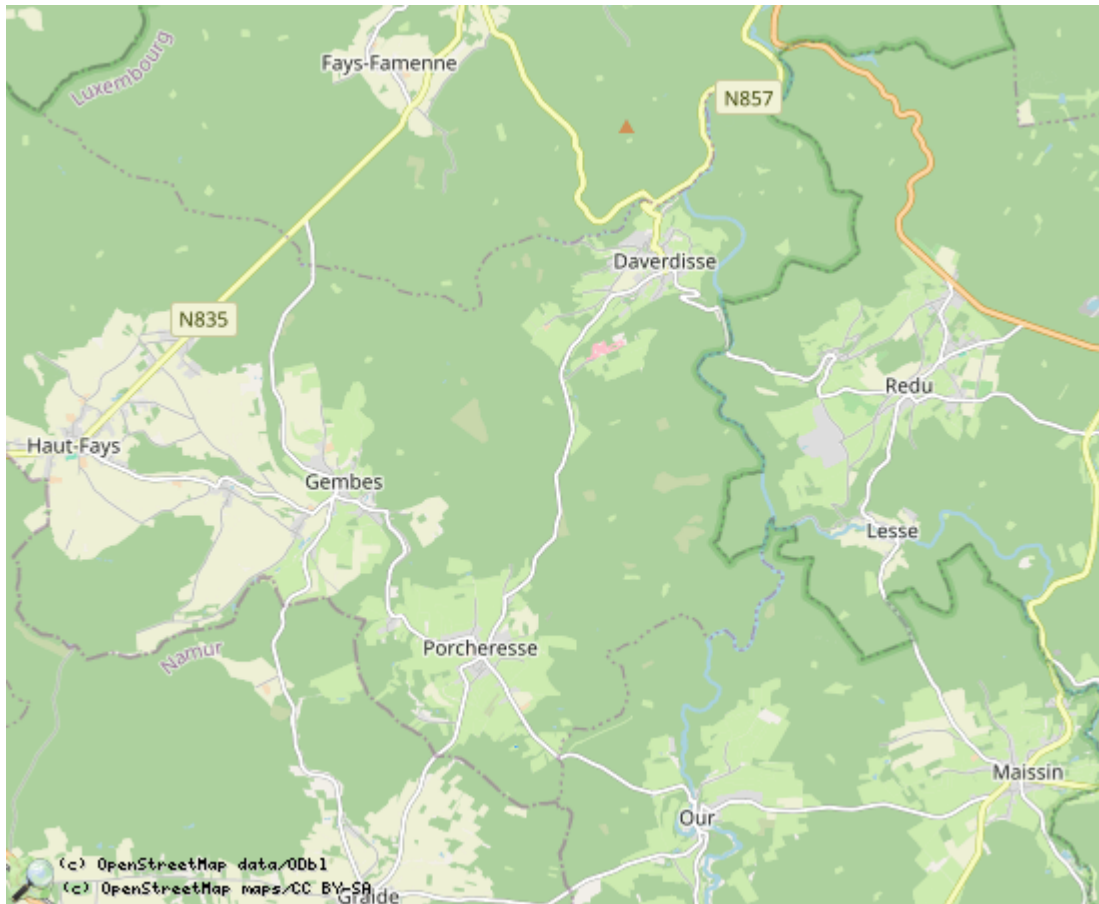 Luxembourg
Fays-Famenne
N857
Daverdisse
N835
Redu
Haut-Fays
Gembes
Lesse
Porcheresse
Namur
Maissin
Our
(c) OpenStreetMap data/ODbl
(c) OpenStreetMap maps/CC BY-SA
Graide